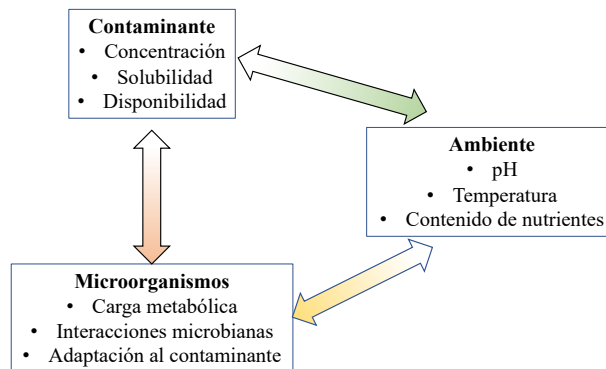 Contaminante
• Concentración
• Solubilidad
• Disponibilidad
Ambiente
• pH
• Temperatura
• Contenido de nutrientes
Microorganismos
• Carga metabólica
• Interacciones microbianas
• Adaptación al contaminante